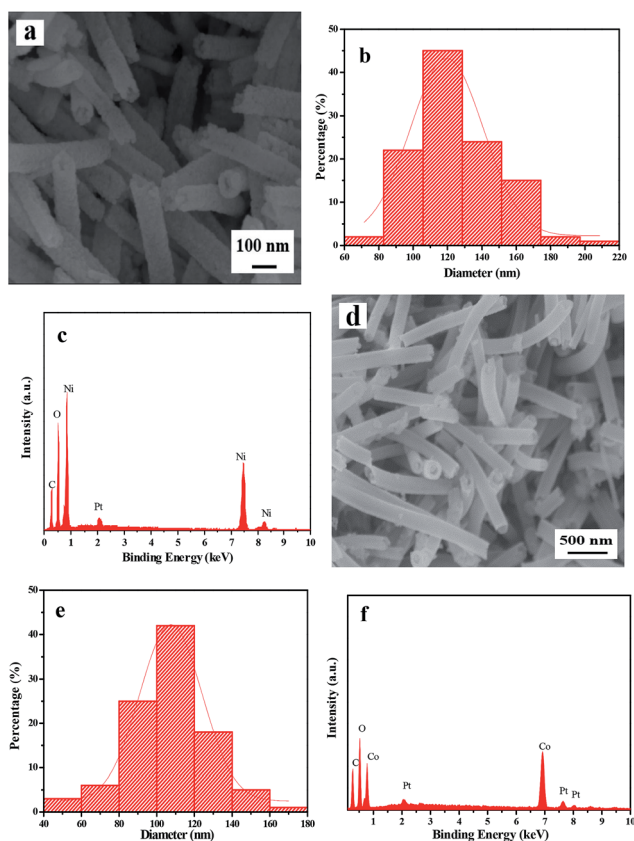 a
100 nm
b
Percentage (%)
50
40
30
20
10
0
60 80 100 120 140 160 180 200 220
Diameter (nm)
c
Intensity (a.u.)
C
O
Ni
Pt
Ni
Ni
0 1 2 3 4 5 6 7 8 9 10
Binding Energy (keV)
d
500 nm
e
Percentage (%)
50
40
30
20
10
0
40 60 80 100 120 140 160 180
Diameter (nm)
f
Intensity (a.u.)
C
O
Co
Pt
Co
Pt
Pt
1 2 3 4 5 6 7 8 9 10
Binding Energy (keV)